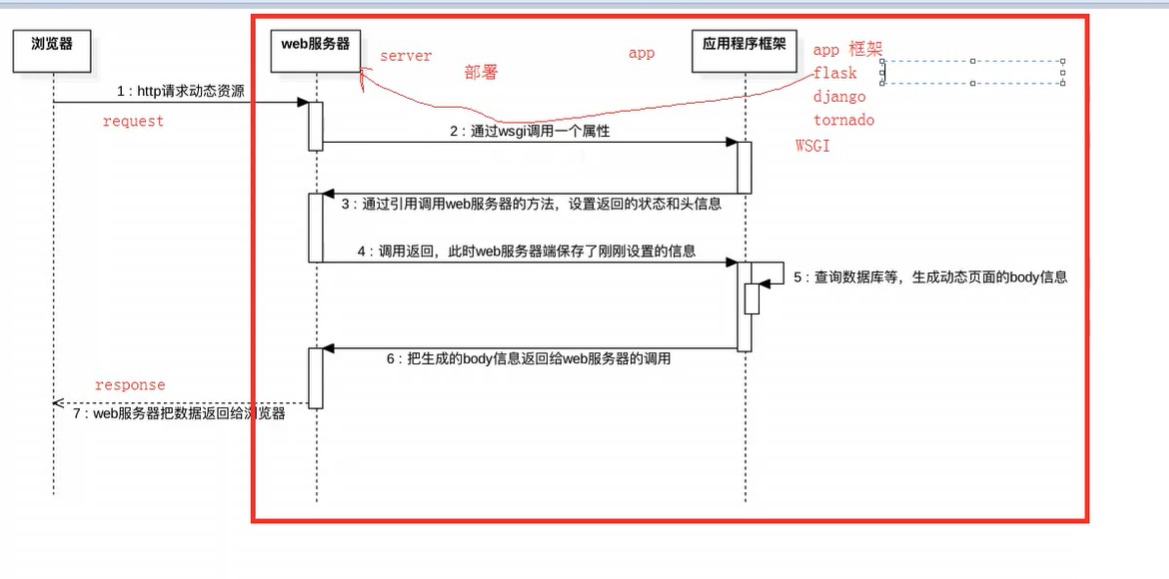 浏览器
web服务器
server
部署
app
应用程序框架
app 框架
flask
django
tornado
WSGI
1：http请求动态资源
request
2：通过wsgi调用一个属性
3：通过引用调用web服务器的方法，设置返回的状态和头信息
4：调用返回，此时web服务器端保存了刚刚设置的信息
5：查询数据库等，生成动态页面的body信息
6：把生成的body信息返回给web服务器的调用
response
7：web服务器把数据返回给浏览器